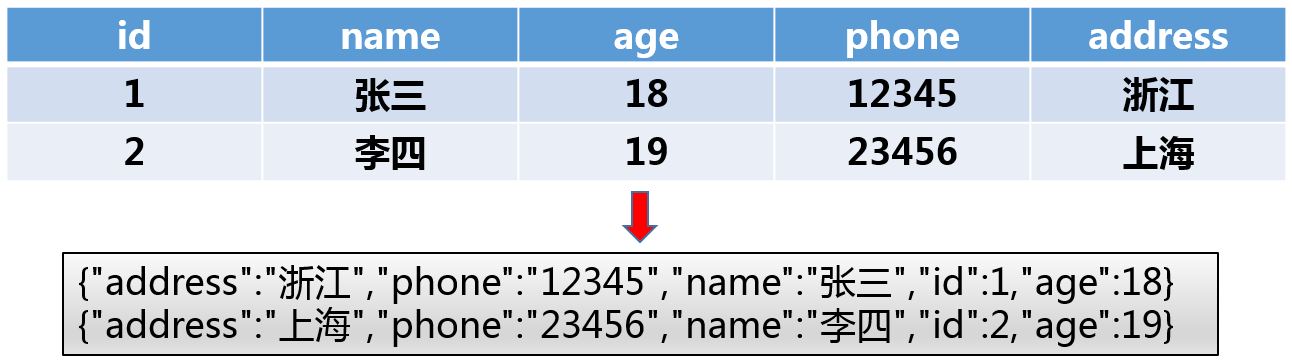 id name age phone address
1 张三 18 12345 浙江
2 李四 19 23456 上海
{"address":"浙江","phone":"12345","name":"张三","id":1,"age":18}
{"address":"上海","phone":"23456","name":"李四","id":2,"age":19}